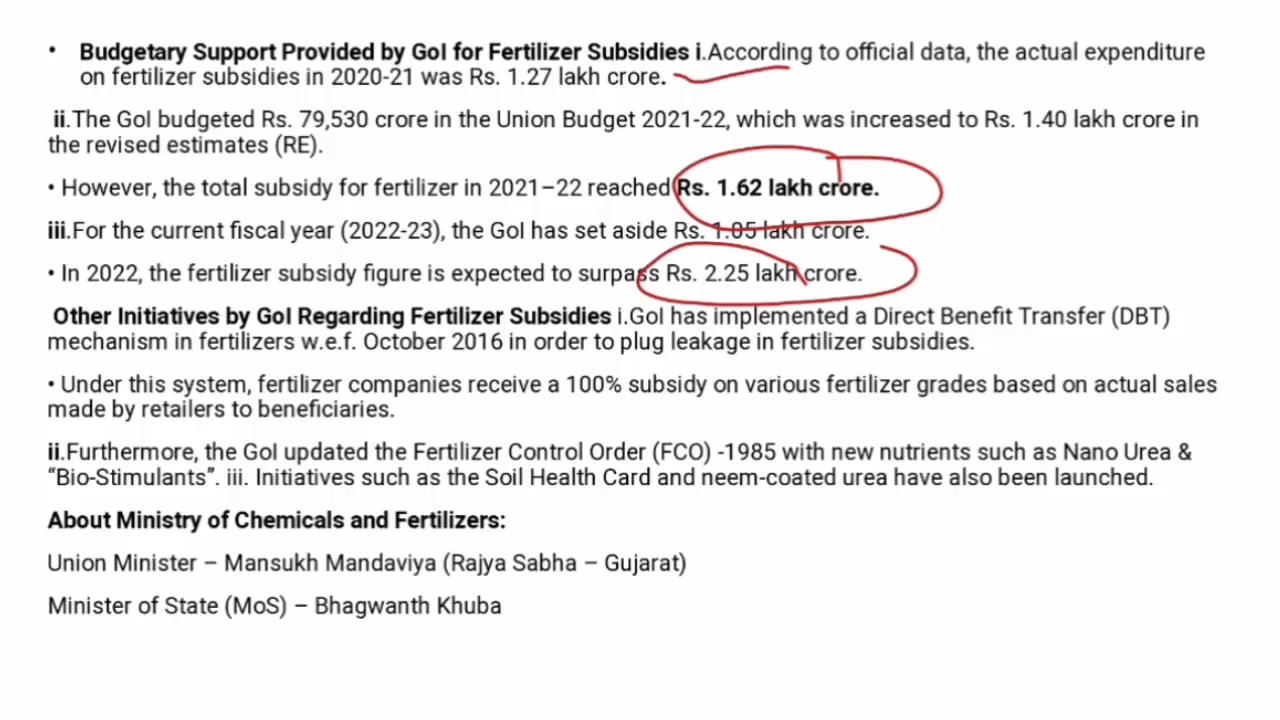 • Budgetary Support Provided by GoI for Fertilizer Subsidies i.According to official data, the actual expenditure
on fertilizer subsidies in 2020-21 was Rs. 1.27 lakh crore.
ii.The GoI budgeted Rs. 79,530 crore in the Union Budget 2021-22, which was increased to Rs. 1.40 lakh crore in
the revised estimates (RE).
• However, the total subsidy for fertilizer in 2021–22 reached Rs. 1.62 lakh crore.
iii.For the current fiscal year (2022-23), the GoI has set aside Rs. 1.05 lakh crore.
• In 2022, the fertilizer subsidy figure is expected to surpass Rs. 2.25 lakh crore.
Other Initiatives by GoI Regarding Fertilizer Subsidies i.GoI has implemented a Direct Benefit Transfer (DBT)
mechanism in fertilizers w.e.f. October 2016 in order to plug leakage in fertilizer subsidies.
• Under this system, fertilizer companies receive a 100% subsidy on various fertilizer grades based on actual sales
made by retailers to beneficiaries.
ii.Furthermore, the GoI updated the Fertilizer Control Order (FCO) -1985 with new nutrients such as Nano Urea &
“Bio-Stimulants”. iii. Initiatives such as the Soil Health Card and neem-coated urea have also been launched.
About Ministry of Chemicals and Fertilizers:
Union Minister – Mansukh Mandaviya (Rajya Sabha – Gujarat)
Minister of State (MoS) – Bhagwanth Khuba